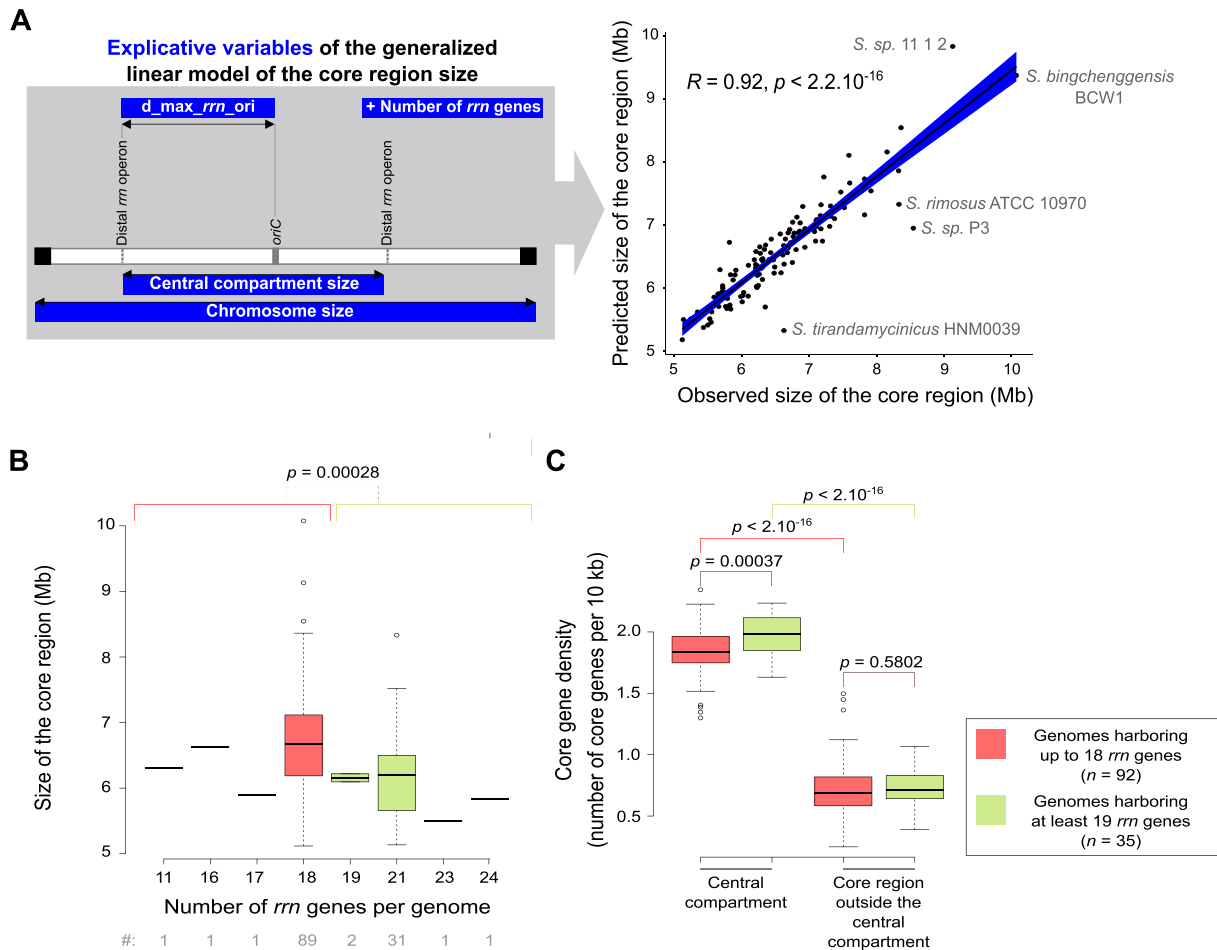 A
Explicative variables of the generalized
linear model of the core region size
d_max_rrn_ori
+ Number of rrn genes
Distal rrn operon
oriC
Distal rrn operon
Central compartment size
Chromosome size
Predicted size of the core region (Mb)
10
9
8
7
6
5
R = 0.92, p < 2.2.10-16
S. sp. 11 1 2
S. bingchenggensis
BCW1
S. rimosus ATCC 10970
S. sp. P3
S. tirandamycinicus HNM0039
5
6
7
8
9
10
Observed size of the core region (Mb)
B
p = 0.00028
Size of the core region (Mb)
10
9
8
7
6
5
11
16
17
18
19
21
23
24
Number of rrn genes per genome
#: 1 1 1 89 2 31 1 1
C
p < 2.10-16
p < 2.10-16
p = 0.00037
p = 0.5802
Core gene density
(number of core genes per 10 kb)
2.0
1.5
1.0
0.5
Central
compartment
Core region
outside the
central
compartment
Genomes harboring
up to 18 rrn genes
(n = 92)
Genomes harboring
at least 19 rrn genes
(n = 35)